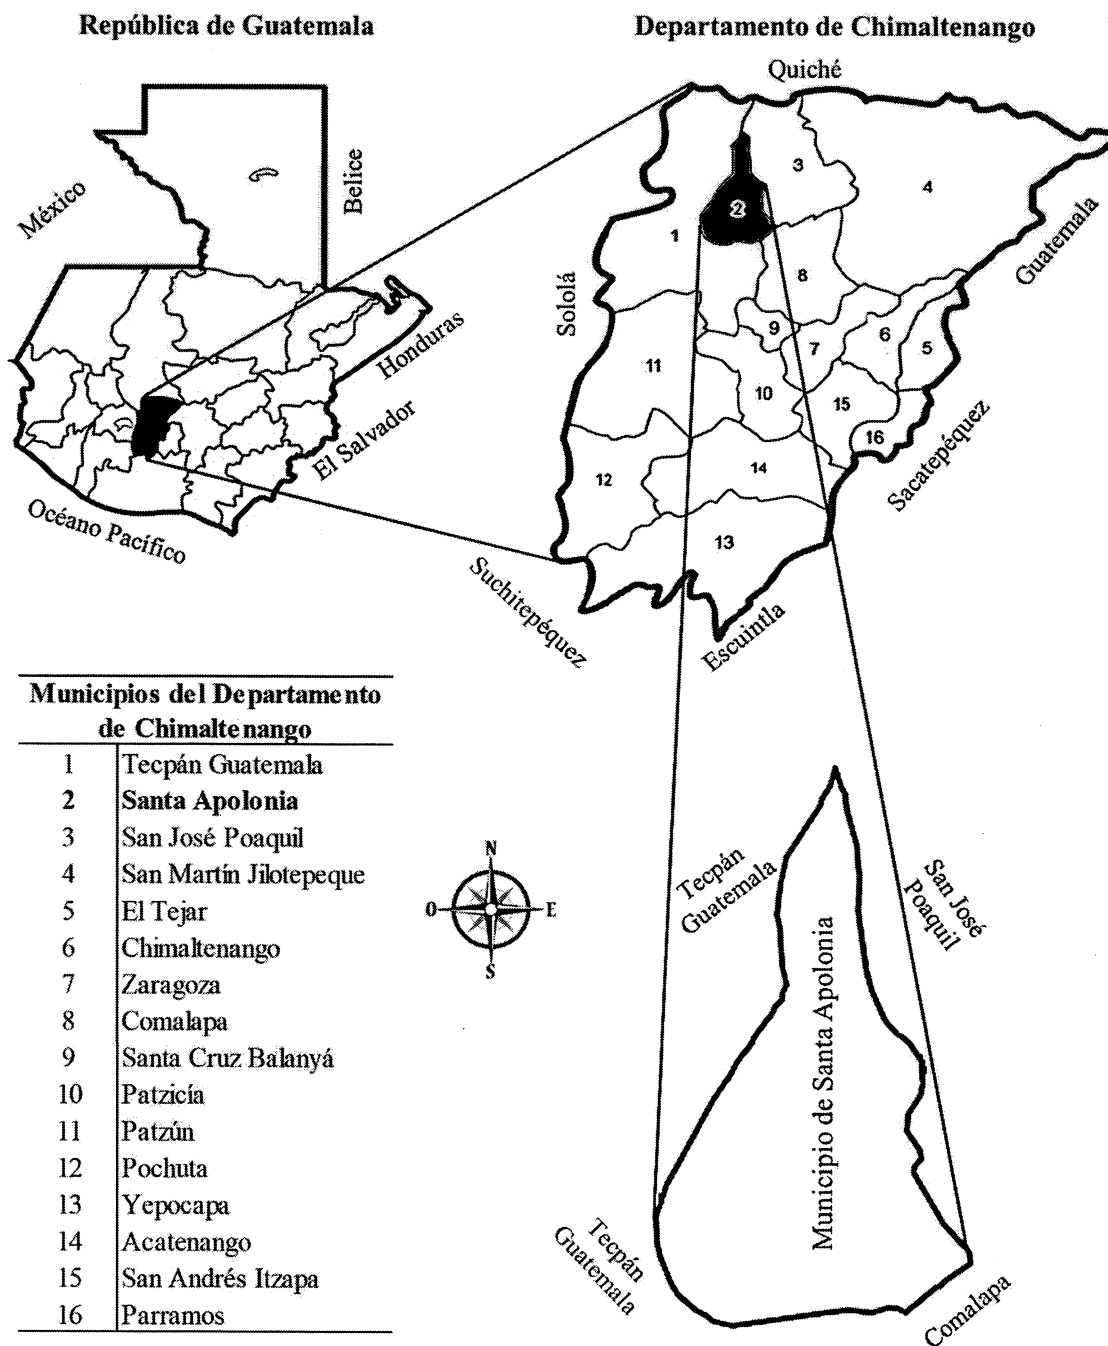 República de Guatemala
México
Belice
Honduras
El Salvador
Océano Pacífico
Departamento de Chimaltenango
Quiché
Guatemala
Sololá
Sacatepéquez
Suchitepéquez
Escuintla
1
2
3
4
8
9
7
6
5
11
10
15
16
12
14
13
Municipios del Departamento
de Chimaltenango
1 Tecpán Guatemala
2 Santa Apolonia
3 San José Poaquil
4 San Martín Jilotepeque
5 El Tejar
6 Chimaltenango
7 Zaragoza
8 Comalapa
9 Santa Cruz Balanyá
10 Patzicía
11 Patzún
12 Pochuta
13 Yepocapa
14 Acatenango
15 San Andrés Itzapa
16 Parramos
N
O
E
S
Tecpán
Guatemala
San José
Poaquil
Municipio de Santa Apolonia
Tecpán
Guatemala
Comalapa